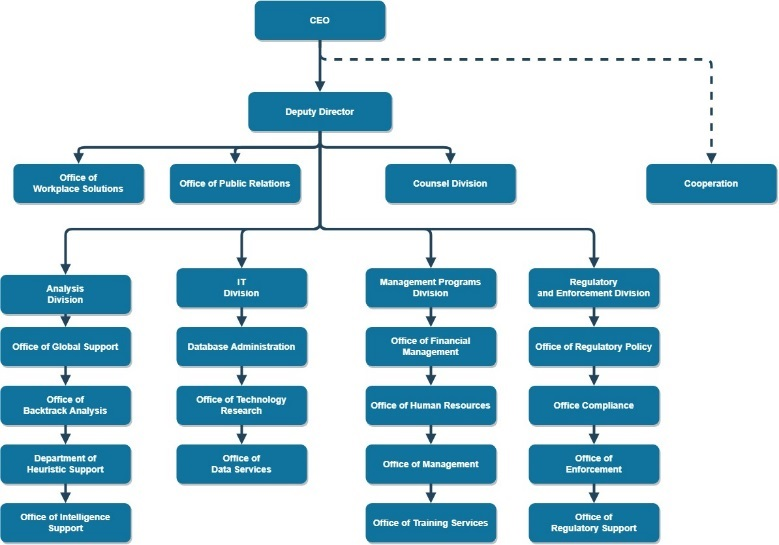 CEO
Deputy Director
Office of
Workplace Solutions
Office of Public Relations
Counsel Division
Cooperation
Analysis
Division
IT
Division
Management Programs
Division
Regulatory
and Enforcement Division
Office of Global Support
Database Administration
Office of Financial
Management
Office of Regulatory Policy
Office of
Backtrack Analysis
Office of Technology
Research
Office of Human Resources
Office Compliance
Department of
Heuristic Support
Office of
Data Services
Office of Management
Office of
Enforcement
Office of Intelligence
Support
Office of Training Services
Office of
Regulatory Support